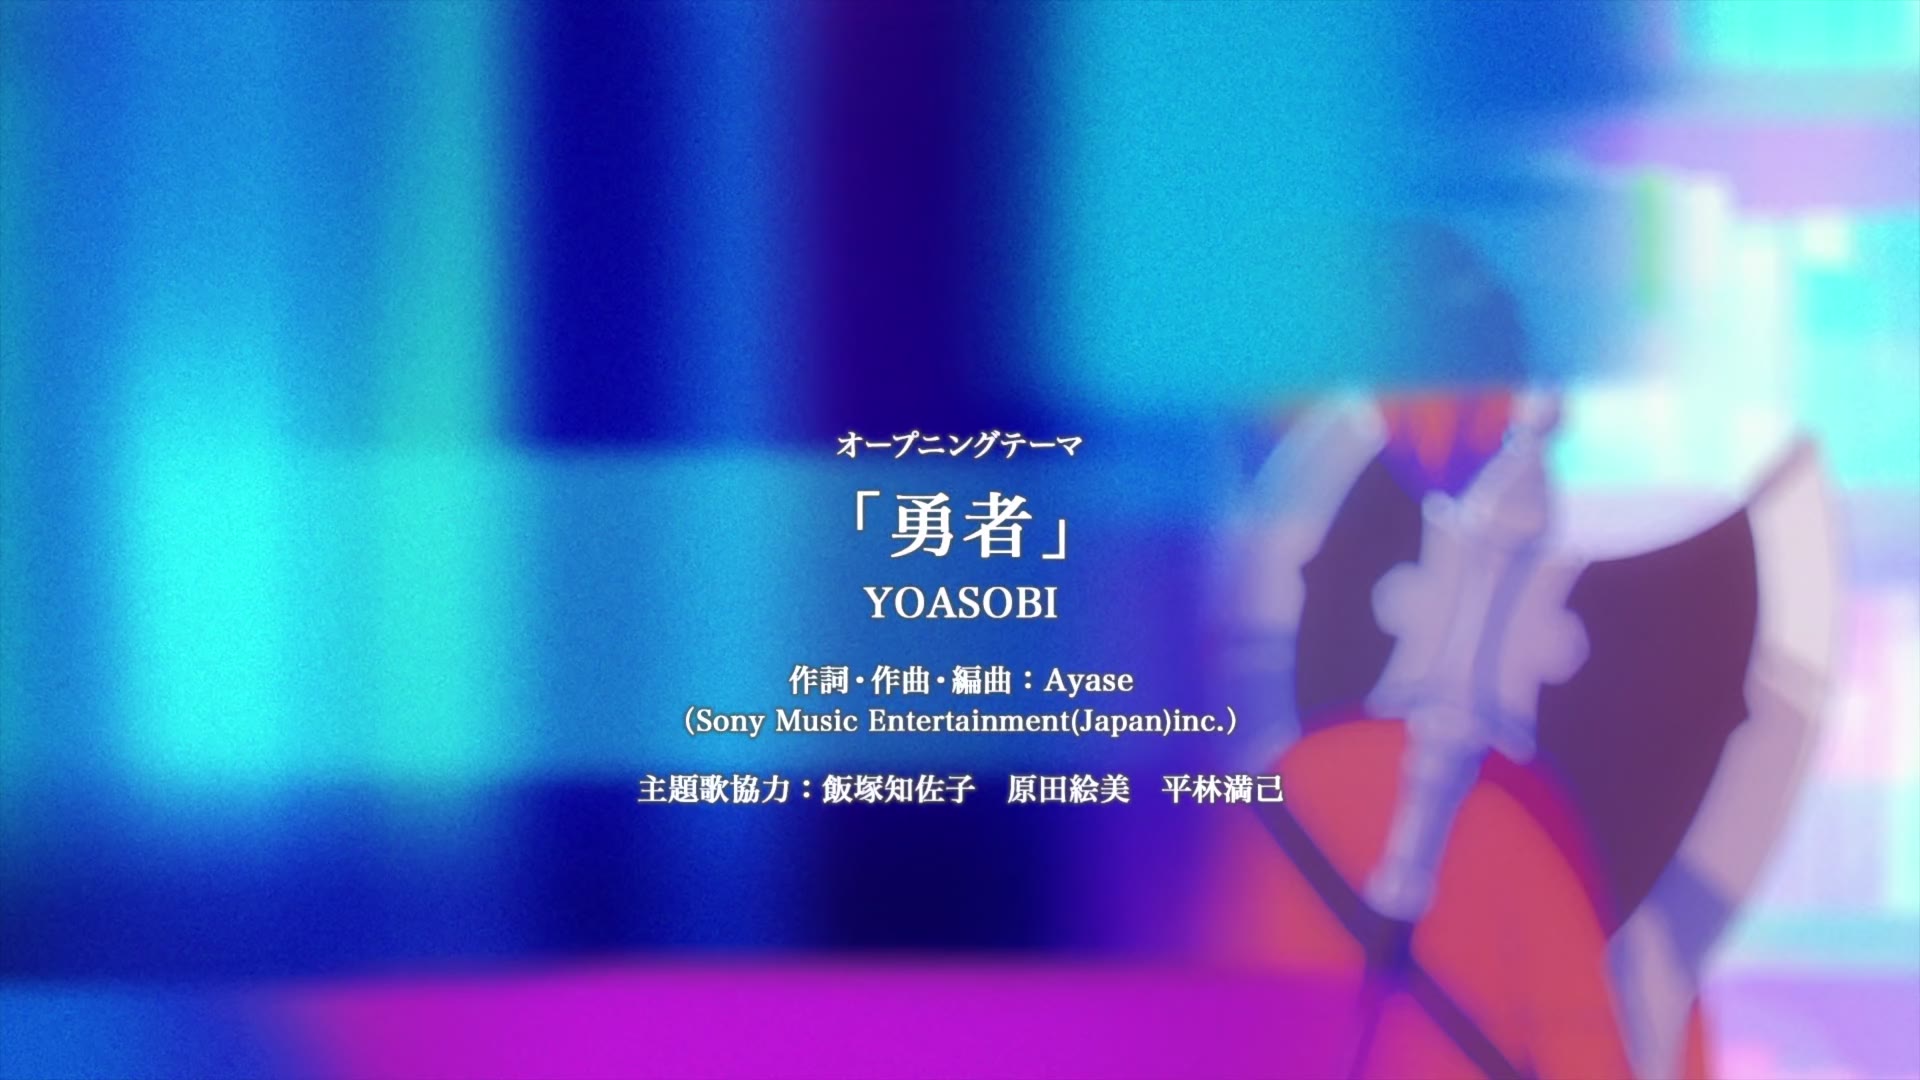 オープニングテーマ
「勇者」
YOASOBI
作詞・作曲・編曲：Ayase
（Sony Music Entertainment(Japan)inc.）
主題歌協力：飯塚知佐子　原田絵美　平林満己